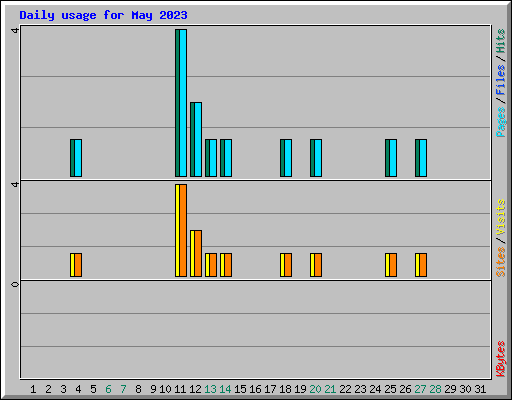 Daily usage for May 2023
4
4
0
Pages / Files / Hits
Sites / Visits
KBytes
1 2 3 4 5 6 7 8 9 10 11 12 13 14 15 16 17 18 19 20 21 22 23 24 25 26 27 28 29 30 31